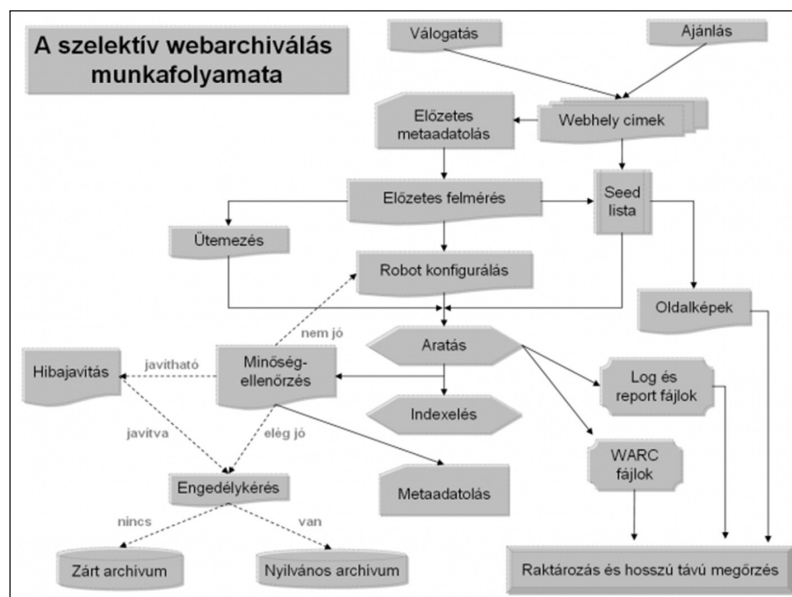 A szelektív webarchiválás
munkafolyamata
Válogatás
Ajánlás
Előzetes
metaadatolás
Webhely címek
Előzetes felmérés
Seed
lista
Ütemezés
Robot konfigurálás
Oldalképek
nem jó
Aratás
Hibajavítás
javítható
Minőség-
ellenőrzés
Log és
report fájlok
Indexelés
javítva
elég jó
WARC
fájlok
Engedélykérés
Metaadatolás
nincs
van
Zárt archívum
Nyilvános archívum
Raktározás és hosszú távú megőrzés